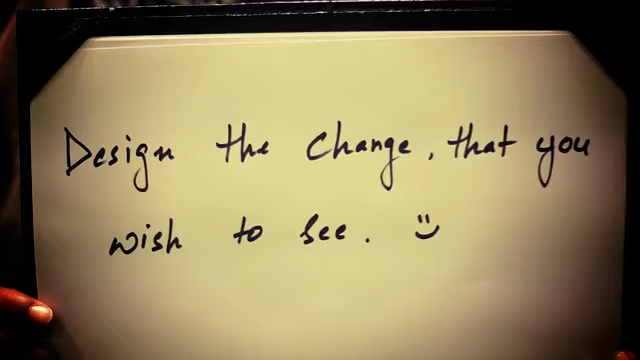 Design the change, that you
wish to see. ¨⌣